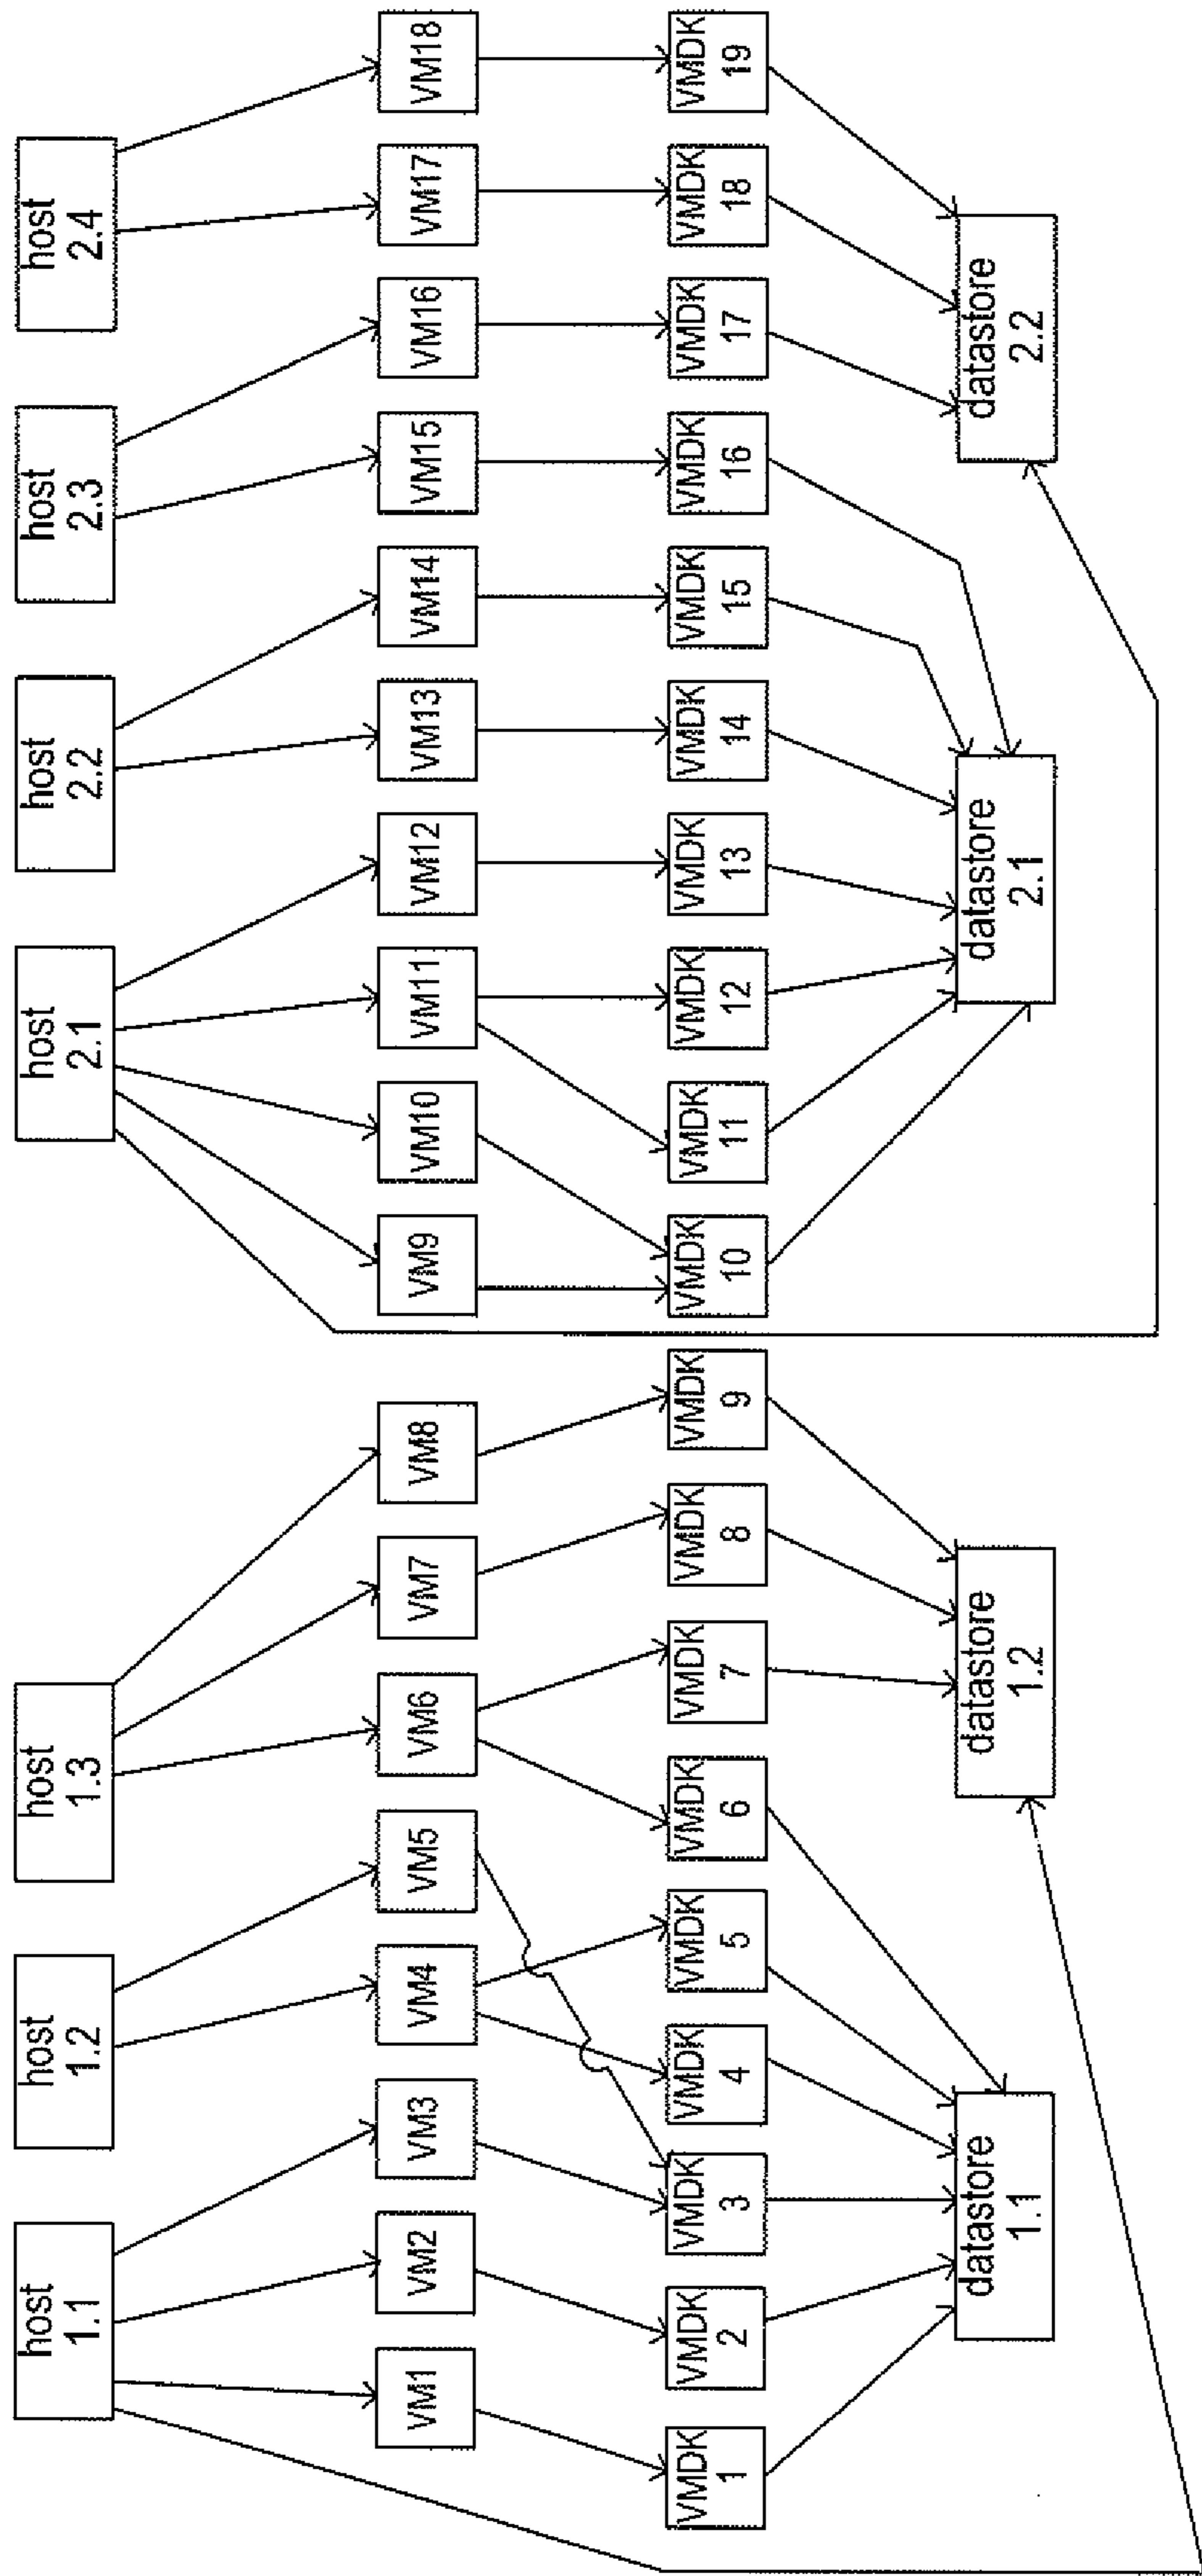 host
1.1
host
1.2
host
1.3
host
2.1
host
2.2
host
2.3
host
2.4
VM1
VM2
VM3
VM4
VM5
VM6
VM7
VM8
VM9
VM10
VM11
VM12
VM13
VM14
VM15
VM16
VM17
VM18
VMDK
1
VMDK
2
VMDK
3
VMDK
4
VMDK
5
VMDK
6
VMDK
7
VMDK
8
VMDK
9
VMDK
10
VMDK
11
VMDK
12
VMDK
13
VMDK
14
VMDK
15
VMDK
16
VMDK
17
VMDK
18
VMDK
19
datastore
1.1
datastore
1.2
datastore
2.1
datastore
2.2